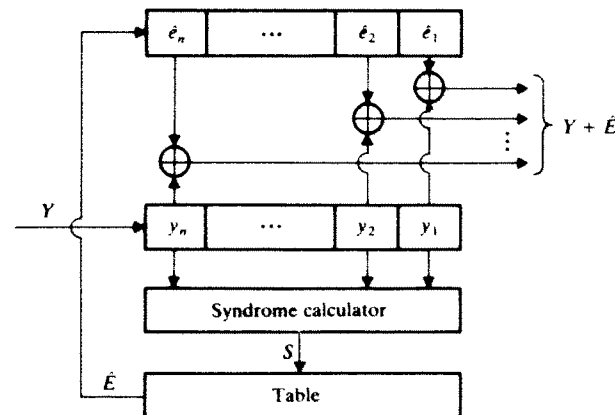 ê_n ⋯ ê_2 ê_1
Y + Ê
⋮
Y
y_n ⋯ y_2 y_1
Syndrome calculator
S
Ê
Table